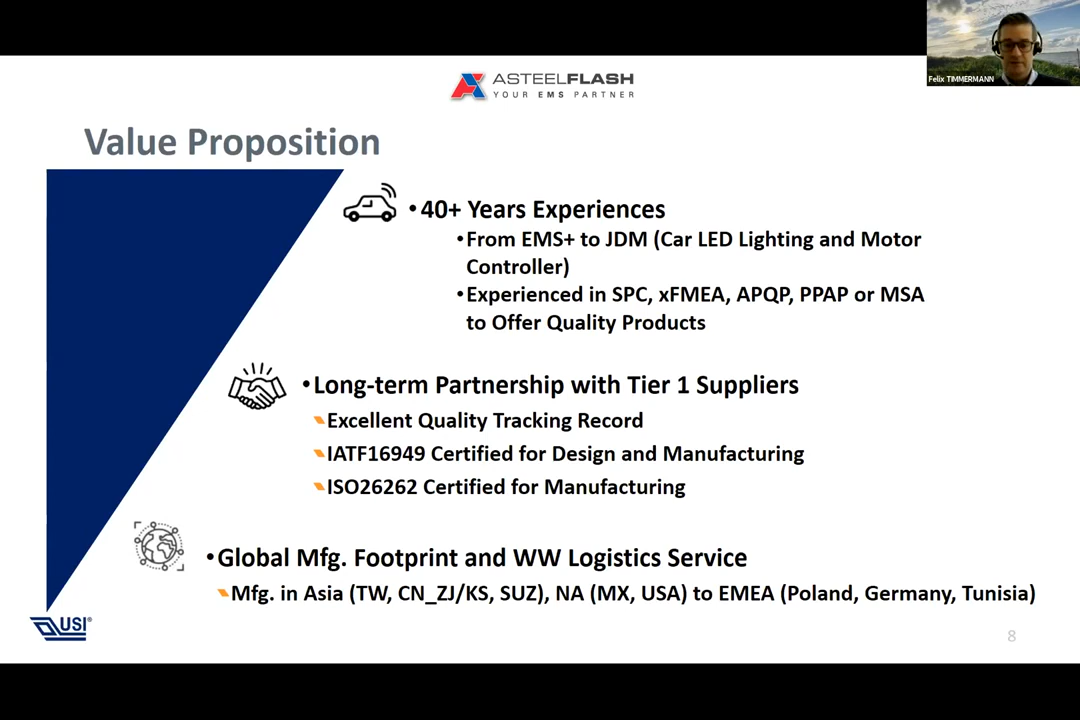 Felix TIMMERMANN
ASTEELFLASH
YOUR EMS PARTNER
Value Proposition
•40+ Years Experiences
•From EMS+ to JDM (Car LED Lighting and Motor
Controller)
•Experienced in SPC, xFMEA, APQP, PPAP or MSA
to Offer Quality Products
•Long-term Partnership with Tier 1 Suppliers
Excellent Quality Tracking Record
IATF16949 Certified for Design and Manufacturing
ISO26262 Certified for Manufacturing
•Global Mfg. Footprint and WW Logistics Service
Mfg. in Asia (TW, CN_ZJ/KS, SUZ), NA (MX, USA) to EMEA (Poland, Germany, Tunisia)
USI®
8